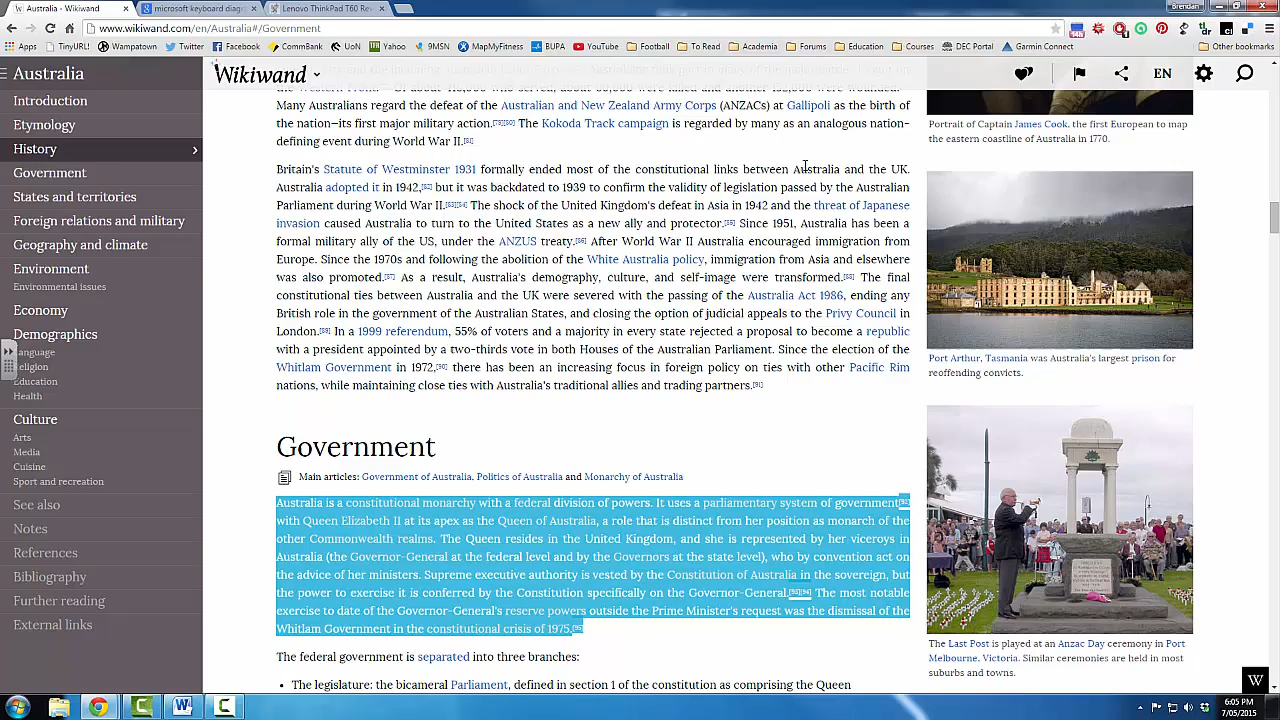 Australia - Wikiwand
microsoft keyboard diag
Lenovo ThinkPad T60 Rev
Brendan
www.wikiwand.com/en/Australia#/Government
Apps TinyURL! Wampatown Twitter Facebook CommBank UoN Yahoo 9MSN MapMyFitness BUPA YouTube Football To Read Academia Forums Education Courses DEC Portal Garmin Connect Other bookmarks
Australia
Wikiwand
EN
Introduction
Etymology
History
Government
States and territories
Foreign relations and military
Geography and climate
Environment
Environmental issues
Economy
Demographics
Language
Religion
Education
Health
Culture
Arts
Media
Cuisine
Sport and recreation
See also
Notes
References
Bibliography
Further reading
External links
Many Australians regard the defeat of the Australian and New Zealand Army Corps (ANZACs) at Gallipoli as the birth of
the nation—its first major military action.[79][80] The Kokoda Track campaign is regarded by many as an analogous nation-
defining event during World War II.[81]
Britain's Statute of Westminster 1931 formally ended most of the constitutional links between Australia and the UK.
Australia adopted it in 1942,[82] but it was backdated to 1939 to confirm the validity of legislation passed by the Australian
Parliament during World War II.[83][84] The shock of the United Kingdom's defeat in Asia in 1942 and the threat of Japanese
invasion caused Australia to turn to the United States as a new ally and protector.[85] Since 1951, Australia has been a
formal military ally of the US, under the ANZUS treaty.[86] After World War II Australia encouraged immigration from
Europe. Since the 1970s and following the abolition of the White Australia policy, immigration from Asia and elsewhere
was also promoted.[87] As a result, Australia's demography, culture, and self-image were transformed.[88] The final
constitutional ties between Australia and the UK were severed with the passing of the Australia Act 1986, ending any
British role in the government of the Australian States, and closing the option of judicial appeals to the Privy Council in
London.[89] In a 1999 referendum, 55% of voters and a majority in every state rejected a proposal to become a republic
with a president appointed by a two-thirds vote in both Houses of the Australian Parliament. Since the election of the
Whitlam Government in 1972,[90] there has been an increasing focus in foreign policy on ties with other Pacific Rim
nations, while maintaining close ties with Australia's traditional allies and trading partners.[91]
Government
Main articles: Government of Australia, Politics of Australia and Monarchy of Australia
Australia is a constitutional monarchy with a federal division of powers. It uses a parliamentary system of government[92]
with Queen Elizabeth II at its apex as the Queen of Australia, a role that is distinct from her position as monarch of the
other Commonwealth realms. The Queen resides in the United Kingdom, and she is represented by her viceroys in
Australia (the Governor-General at the federal level and by the Governors at the state level), who by convention act on
the advice of her ministers. Supreme executive authority is vested by the Constitution of Australia in the sovereign, but
the power to exercise it is conferred by the Constitution specifically on the Governor-General.[93][94] The most notable
exercise to date of the Governor-General's reserve powers outside the Prime Minister's request was the dismissal of the
Whitlam Government in the constitutional crisis of 1975.[95]
The federal government is separated into three branches:
• The legislature: the bicameral Parliament, defined in section 1 of the constitution as comprising the Queen
Portrait of Captain James Cook, the first European to map
the eastern coastline of Australia in 1770.
Port Arthur, Tasmania was Australia's largest prison for
reoffending convicts.
The Last Post is played at an Anzac Day ceremony in Port
Melbourne, Victoria. Similar ceremonies are held in most
suburbs and towns.
W
6:05 PM
7/05/2015